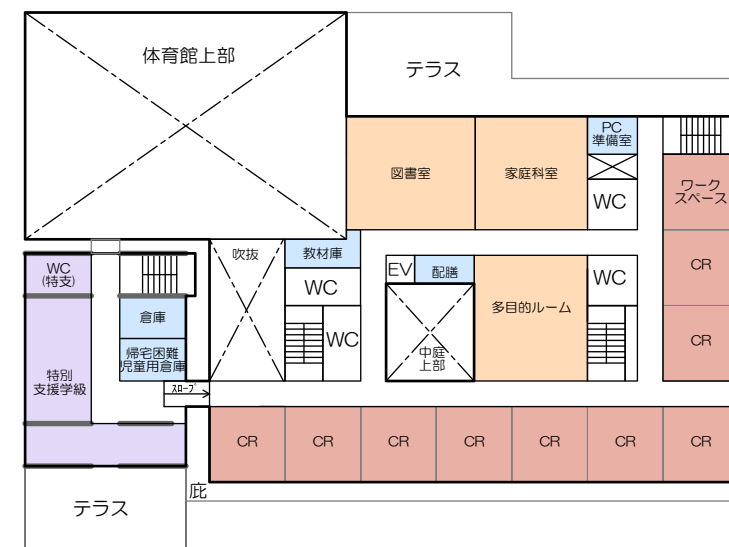 体育館上部
テラス
PC
準備室
図書室
家庭科室
WC
ワーク
スペース
吹抜
教材庫
WC
(特支)
EV
配膳
WC
CR
WC
倉庫
多目的ルーム
WC
中庭
上部
CR
帰宅困難
児童用倉庫
特別
支援学級
スロープ
CR
CR
CR
CR
CR
CR
CR
庇
テラス